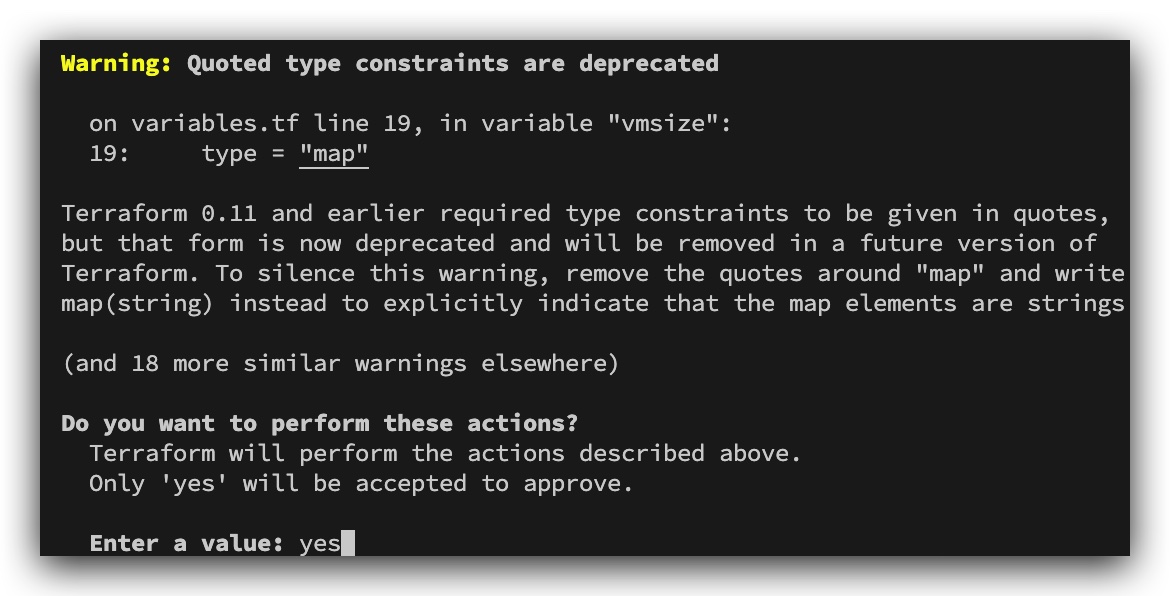 Warning: Quoted type constraints are deprecated
on variables.tf line 19, in variable "vmsize":
19:     type = "map"
Terraform 0.11 and earlier required type constraints to be given in quotes,
but that form is now deprecated and will be removed in a future version of
Terraform. To silence this warning, remove the quotes around "map" and write
map(string) instead to explicitly indicate that the map elements are strings
(and 18 more similar warnings elsewhere)
Do you want to perform these actions?
Terraform will perform the actions described above.
Only 'yes' will be accepted to approve.
Enter a value: yes